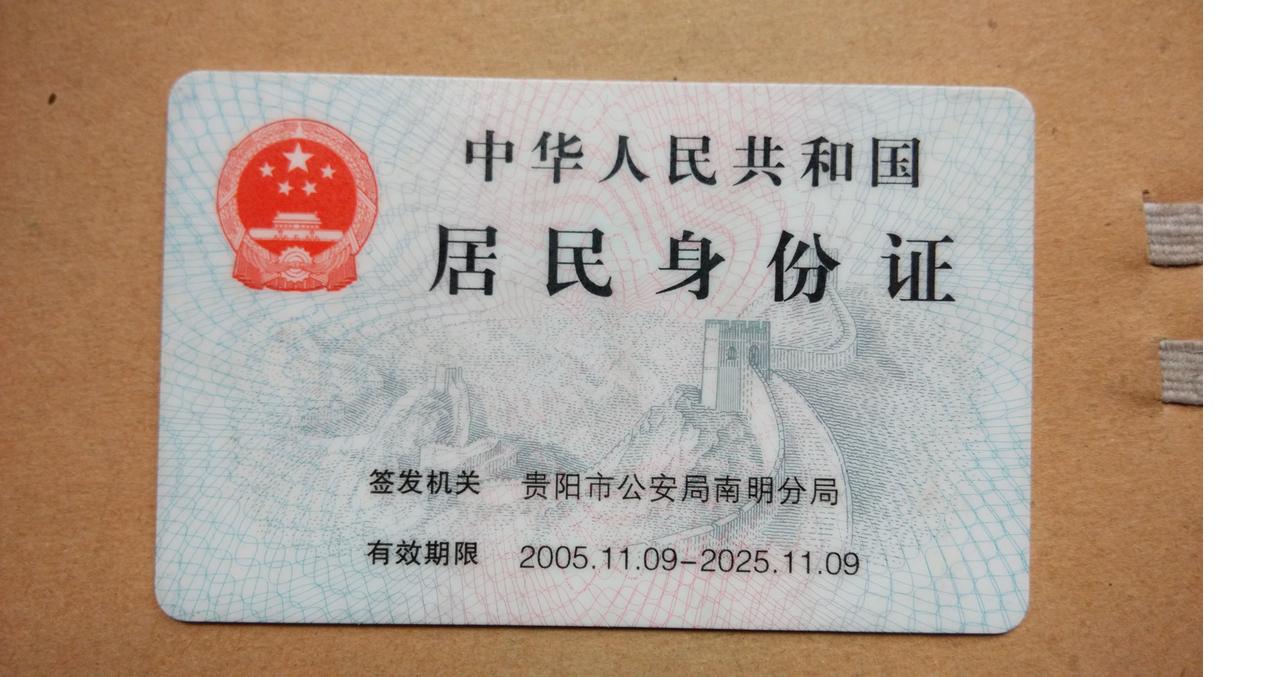 中华人民共和国
居民身份证
签发机关 贵阳市公安局南明分局
有效期限 2005.11.09-2025.11.09